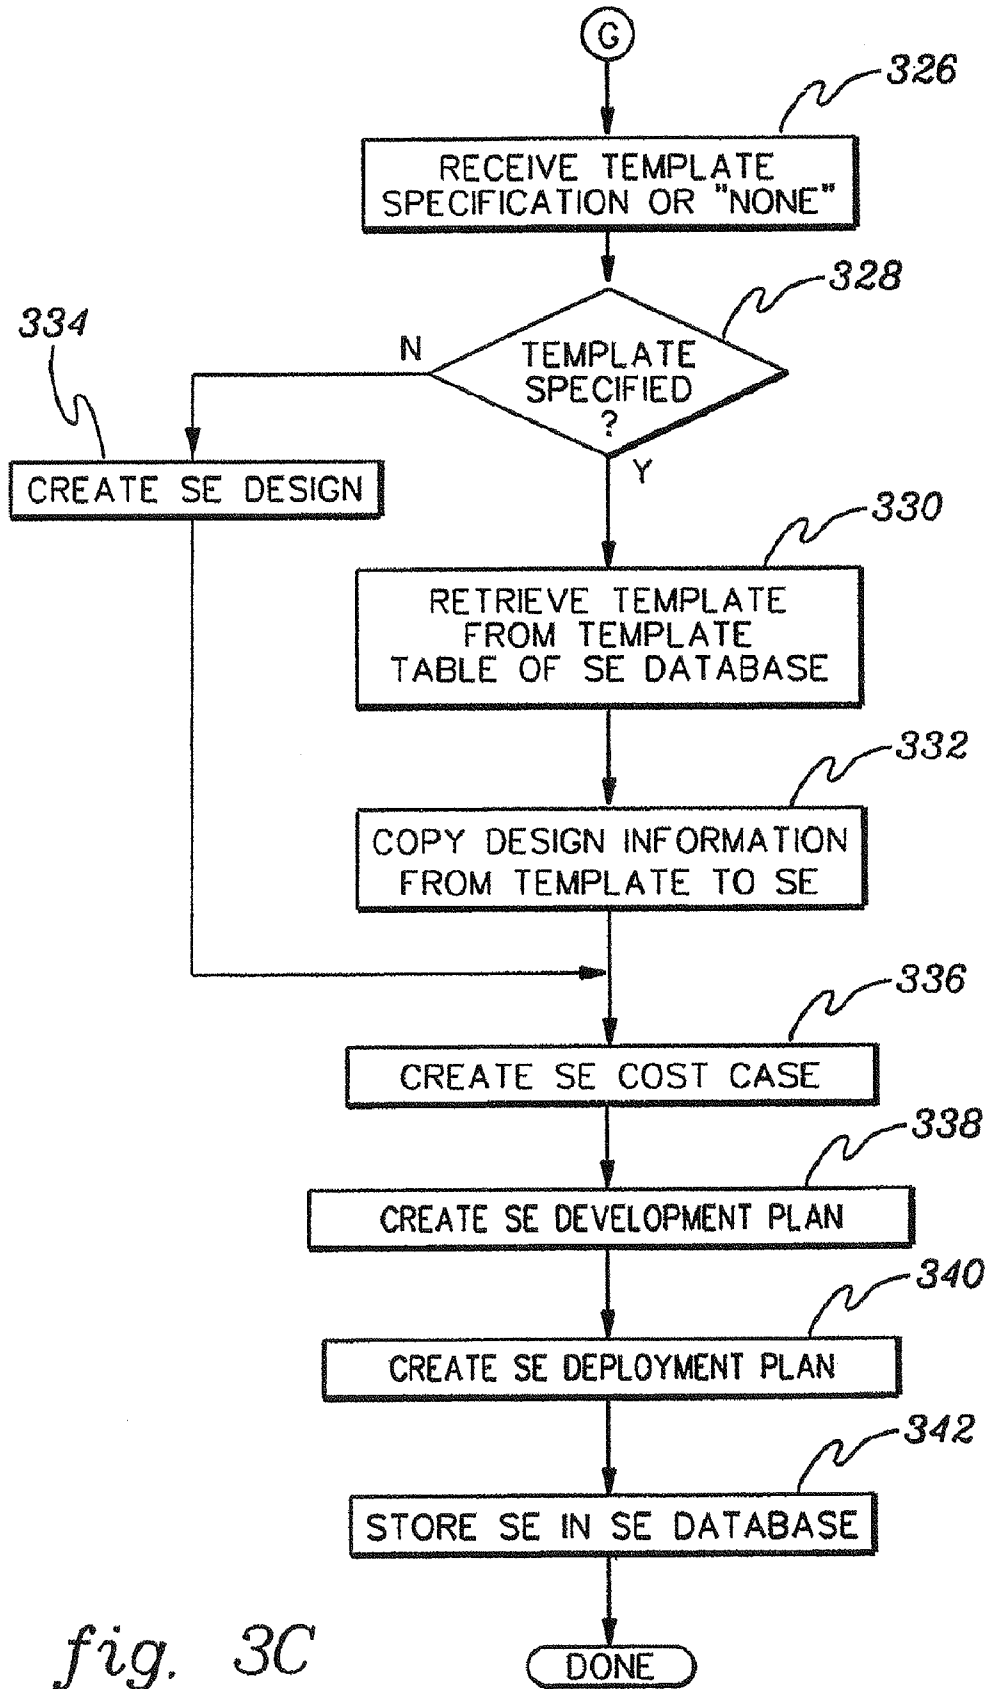 G
326
RECEIVE TEMPLATE
SPECIFICATION OR "NONE"
328
334
N
TEMPLATE
SPECIFIED
?
Y
CREATE SE DESIGN
330
RETRIEVE TEMPLATE
FROM TEMPLATE
TABLE OF SE DATABASE
332
COPY DESIGN INFORMATION
FROM TEMPLATE TO SE
336
CREATE SE COST CASE
338
CREATE SE DEVELOPMENT PLAN
340
CREATE SE DEPLOYMENT PLAN
342
STORE SE IN SE DATABASE
fig. 3C
DONE